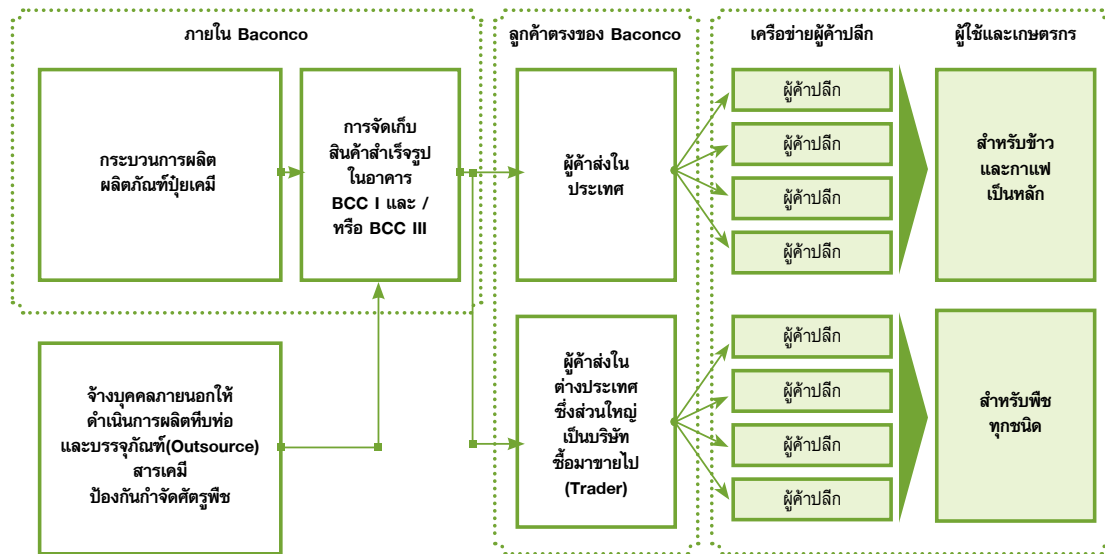 ภายใน Baconco
ลูกค้าตรงของ Baconco
เครือข่ายผู้ค้าปลีก
ผู้ใช้และเกษตรกร
กระบวนการผลิต
ผลิตภัณฑ์ปุ๋ยเคมี
การจัดเก็บ
สินค้าสำเร็จรูป
ในอาคาร
BCC I และ /
หรือ BCC III
ผู้ค้าส่งใน
ประเทศ
ผู้ค้าปลีก
ผู้ค้าปลีก
ผู้ค้าปลีก
ผู้ค้าปลีก
สำหรับข้าว
และกาแฟ
เป็นหลัก
จ้างบุคคลภายนอกให้
ดำเนินการผลิตหีบห่อ
และบรรจุภัณฑ์(Outsource)
สารเคมี
ป้องกันกำจัดศัตรูพืช
ผู้ค้าส่งใน
ต่างประเทศ
ซึ่งส่วนใหญ่
เป็นบริษัท
ซื้อมาขายไป
(Trader)
ผู้ค้าปลีก
ผู้ค้าปลีก
ผู้ค้าปลีก
ผู้ค้าปลีก
สำหรับพืช
ทุกชนิด